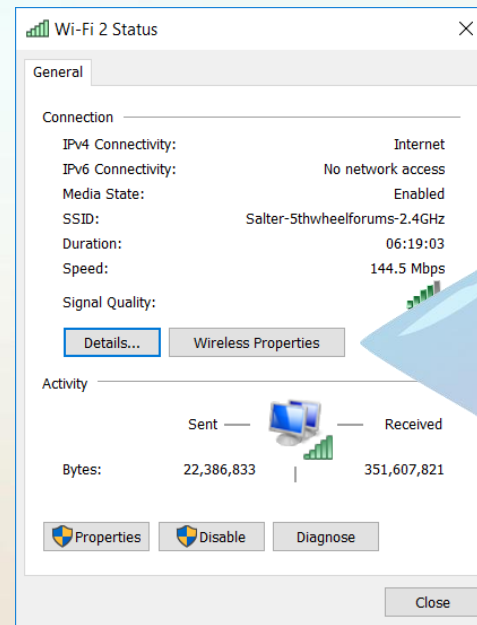 Wi-Fi 2 Status
General
Connection
IPv4 Connectivity: Internet
IPv6 Connectivity: No network access
Media State: Enabled
SSID: Salter-5thwheelforums-2.4GHz
Duration: 06:19:03
Speed: 144.5 Mbps
Signal Quality:
Details... Wireless Properties
Activity
Sent Received
Bytes: 22,386,833 351,607,821
Properties Disable Diagnose
Close